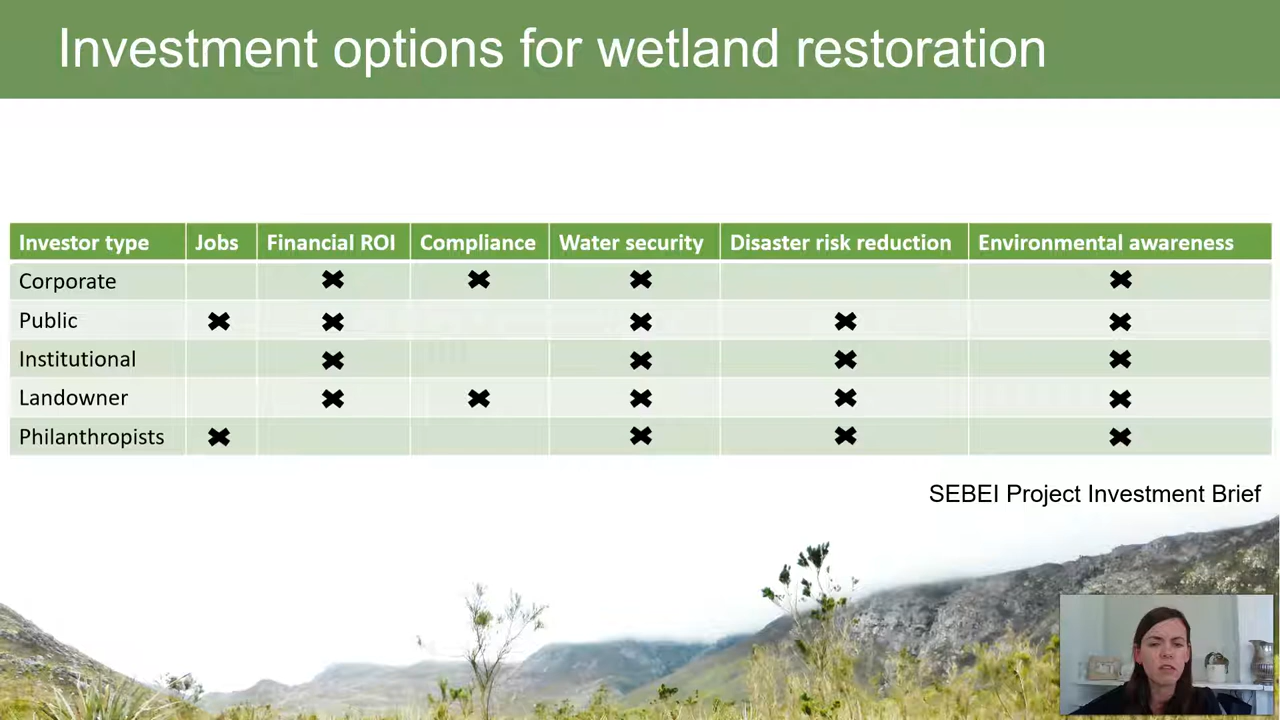 Investment options for wetland restoration
Investor type Jobs Financial ROI Compliance Water security Disaster risk reduction Environmental awareness
Corporate ✖ ✖ ✖ ✖
Public ✖ ✖ ✖ ✖ ✖
Institutional ✖ ✖ ✖ ✖
Landowner ✖ ✖ ✖ ✖ ✖
Philanthropists ✖ ✖ ✖ ✖
SEBEI Project Investment Brief